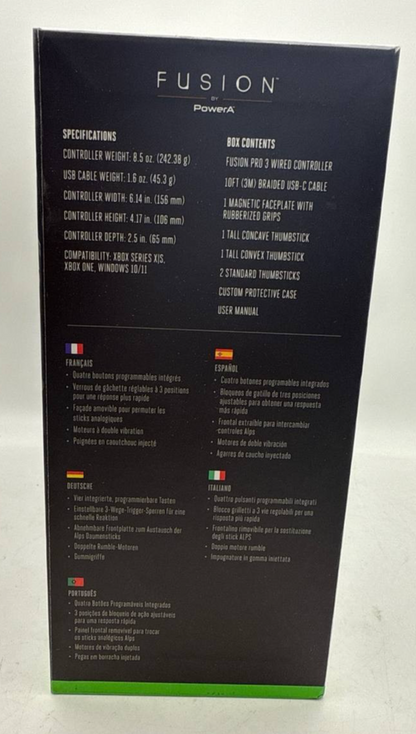 FUSION™
BY
PowerA
SPECIFICATIONS
CONTROLLER WEIGHT: 8.5 oz. (242.38 g)
USB CABLE WEIGHT: 1.6 oz. (45.3 g)
CONTROLLER WIDTH: 6.14 in. (156 mm)
CONTROLLER HEIGHT: 4.17 in. (106 mm)
CONTROLLER DEPTH: 2.5 in. (65 mm)
COMPATIBILITY: XBOX SERIES X|S,
XBOX ONE, WINDOWS 10/11
BOX CONTENTS
FUSION PRO 3 WIRED CONTROLLER
10FT (3M) BRAIDED USB-C CABLE
1 MAGNETIC FACEPLATE WITH
RUBBERIZED GRIPS
1 TALL CONCAVE THUMBSTICK
1 TALL CONVEX THUMBSTICK
2 STANDARD THUMBSTICKS
CUSTOM PROTECTIVE CASE
USER MANUAL
FRANÇAIS
• Quatre boutons programmables intégrés
• Verrous de gâchette réglables à 3 positions
pour une réponse plus rapide
• Façade amovible pour permuter les
sticks analogiques
• Moteurs à double vibration
• Poignées en caoutchouc injecté
ESPAÑOL
• Cuatro botones programables integrados
• Bloqueos de gatillo de tres posiciones
ajustables para obtener una respuesta
más rápida
• Frontal extraíble para intercambiar
controles Alps
• Motores de doble vibración
• Agarres de caucho inyectado
DEUTSCHE
• Vier integrierte, programmierbare Tasten
• Einstellbare 3-Wege-Trigger-Sperren für eine
schnelle Reaktion
• Abnehmbare Frontplatte zum Austausch der
Alps Daumensticks
• Doppelte Rumble-Motoren
• Gummigriffe
ITALIANO
• Quattro pulsanti programmabili integrati
• Blocco grilletti a 3 vie regolabili per una
risposta più rapida
• Frontalino rimovibile per la sostituzione
degli stick ALPS
• Doppio motore rumble
• Impugnature in gomma iniettata
PORTUGUÊS
• Quatro Botões Programáveis Integrados
• 3 posições do bloqueio de ação ajustáveis
para uma resposta rápida
• Painel frontal removível para trocar
os sticks analógicos Alps
• Motores de vibração duplos
• Pegas em borracha injetada